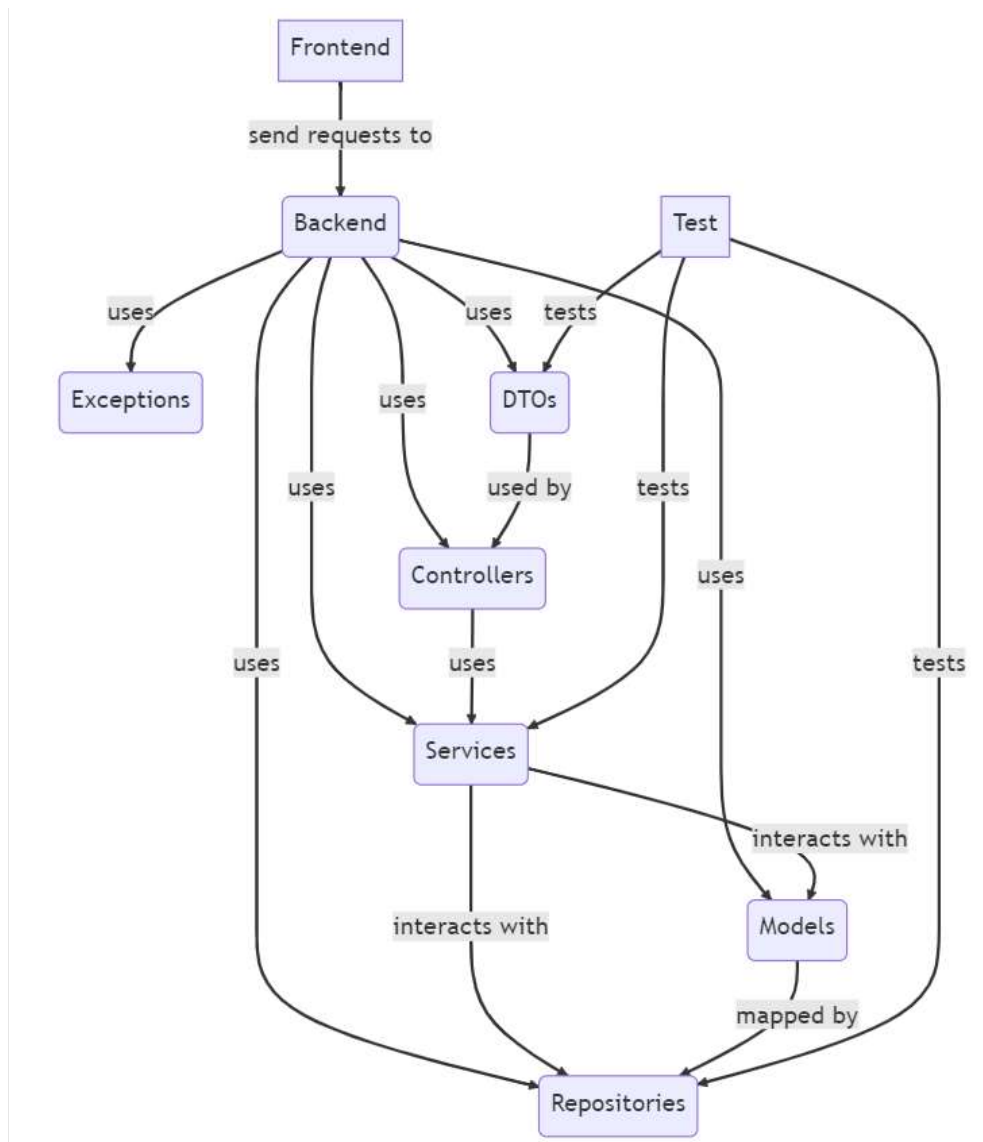 Frontend
send requests to
Backend
Test
uses
uses
tests
Exceptions
uses
DTOs
uses
used by
tests
Controllers
uses
uses
uses
tests
Services
interacts with
interacts with
Models
mapped by
Repositories